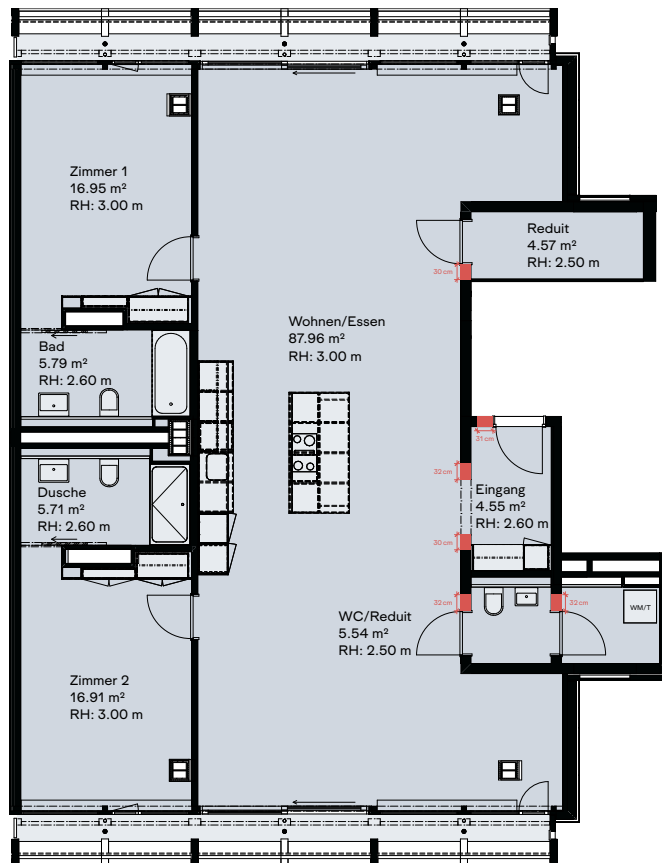 Zimmer 1
16.95 m²
RH: 3.00 m
Reduit
4.57 m²
RH: 2.50 m
30 cm
Wohnen/Essen
87.96 m²
RH: 3.00 m
Bad
5.79 m²
RH: 2.60 m
31 cm
32 cm
Eingang
4.55 m²
RH: 2.60 m
Dusche
5.71 m²
RH: 2.60 m
30 cm
32 cm
32 cm
WM/T
WC/Reduit
5.54 m²
RH: 2.50 m
Zimmer 2
16.91 m²
RH: 3.00 m